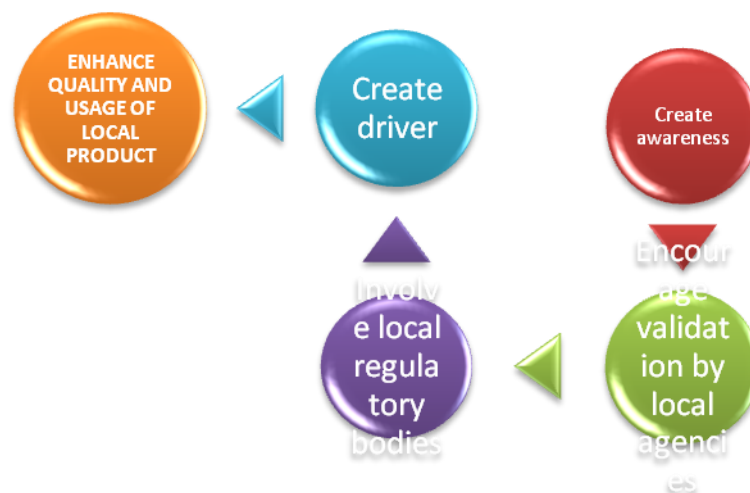 ENHANCE
QUALITY AND
USAGE OF
LOCAL
PRODUCT
Create
driver
Create
awareness
Involv
e local
regula
tory
bodies
Encour
age
validat
ion by
local
agenci
es